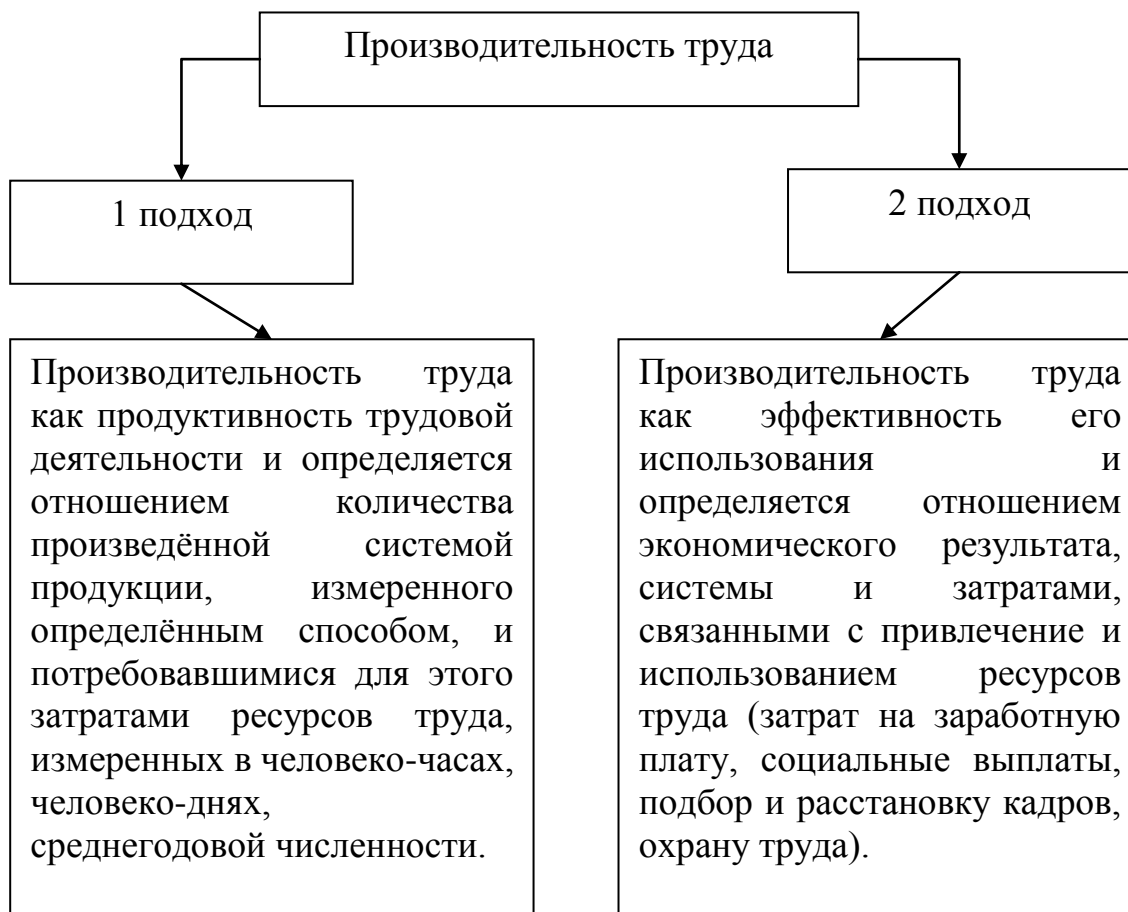 Производительность труда
1 подход
2 подход
Производительность труда
как продуктивность трудовой
деятельности и определяется
отношением количества
произведённой системой
продукции, измеренного
определённым способом, и
потребовавшимися для этого
затратами ресурсов труда,
измеренных в человеко-часах,
человеко-днях,
среднегодовой численности.
Производительность труда
как эффективность его
использования и
определяется отношением
экономического результата,
системы и затратами,
связанными с привлечение и
использованием ресурсов
труда (затрат на заработную
плату, социальные выплаты,
подбор и расстановку кадров,
охрану труда).